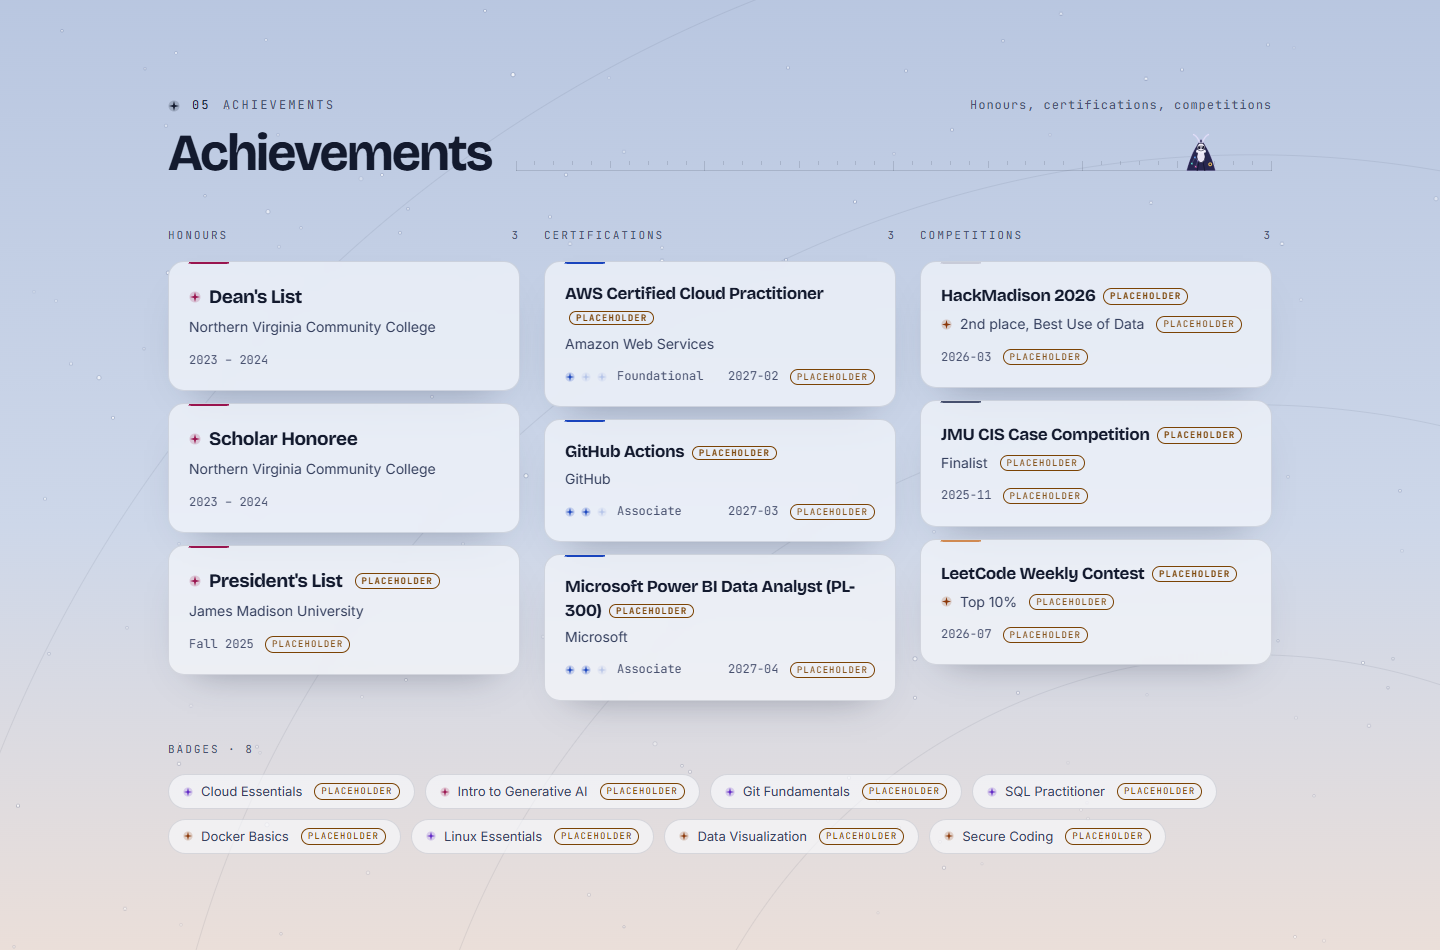 05 ACHIEVEMENTS
Honours, certifications, competitions
Achievements
HONOURS 3
Dean's List
Northern Virginia Community College
2023 – 2024
Scholar Honoree
Northern Virginia Community College
2023 – 2024
President's List PLACEHOLDER
James Madison University
Fall 2025 PLACEHOLDER
CERTIFICATIONS 3
AWS Certified Cloud Practitioner
PLACEHOLDER
Amazon Web Services
Foundational 2027-02 PLACEHOLDER
GitHub Actions PLACEHOLDER
GitHub
Associate 2027-03 PLACEHOLDER
Microsoft Power BI Data Analyst (PL-
300) PLACEHOLDER
Microsoft
Associate 2027-04 PLACEHOLDER
COMPETITIONS 3
HackMadison 2026 PLACEHOLDER
2nd place, Best Use of Data PLACEHOLDER
2026-03 PLACEHOLDER
JMU CIS Case Competition PLACEHOLDER
Finalist PLACEHOLDER
2025-11 PLACEHOLDER
LeetCode Weekly Contest PLACEHOLDER
Top 10% PLACEHOLDER
2026-07 PLACEHOLDER
BADGES · 8
Cloud Essentials PLACEHOLDER
Intro to Generative AI PLACEHOLDER
Git Fundamentals PLACEHOLDER
SQL Practitioner PLACEHOLDER
Docker Basics PLACEHOLDER
Linux Essentials PLACEHOLDER
Data Visualization PLACEHOLDER
Secure Coding PLACEHOLDER